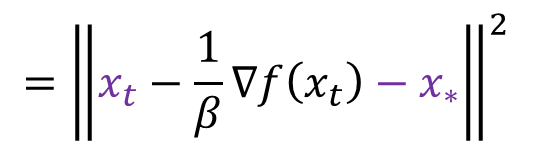 = ‖x_t − 1/β ∇f(x_t) − x_*‖²